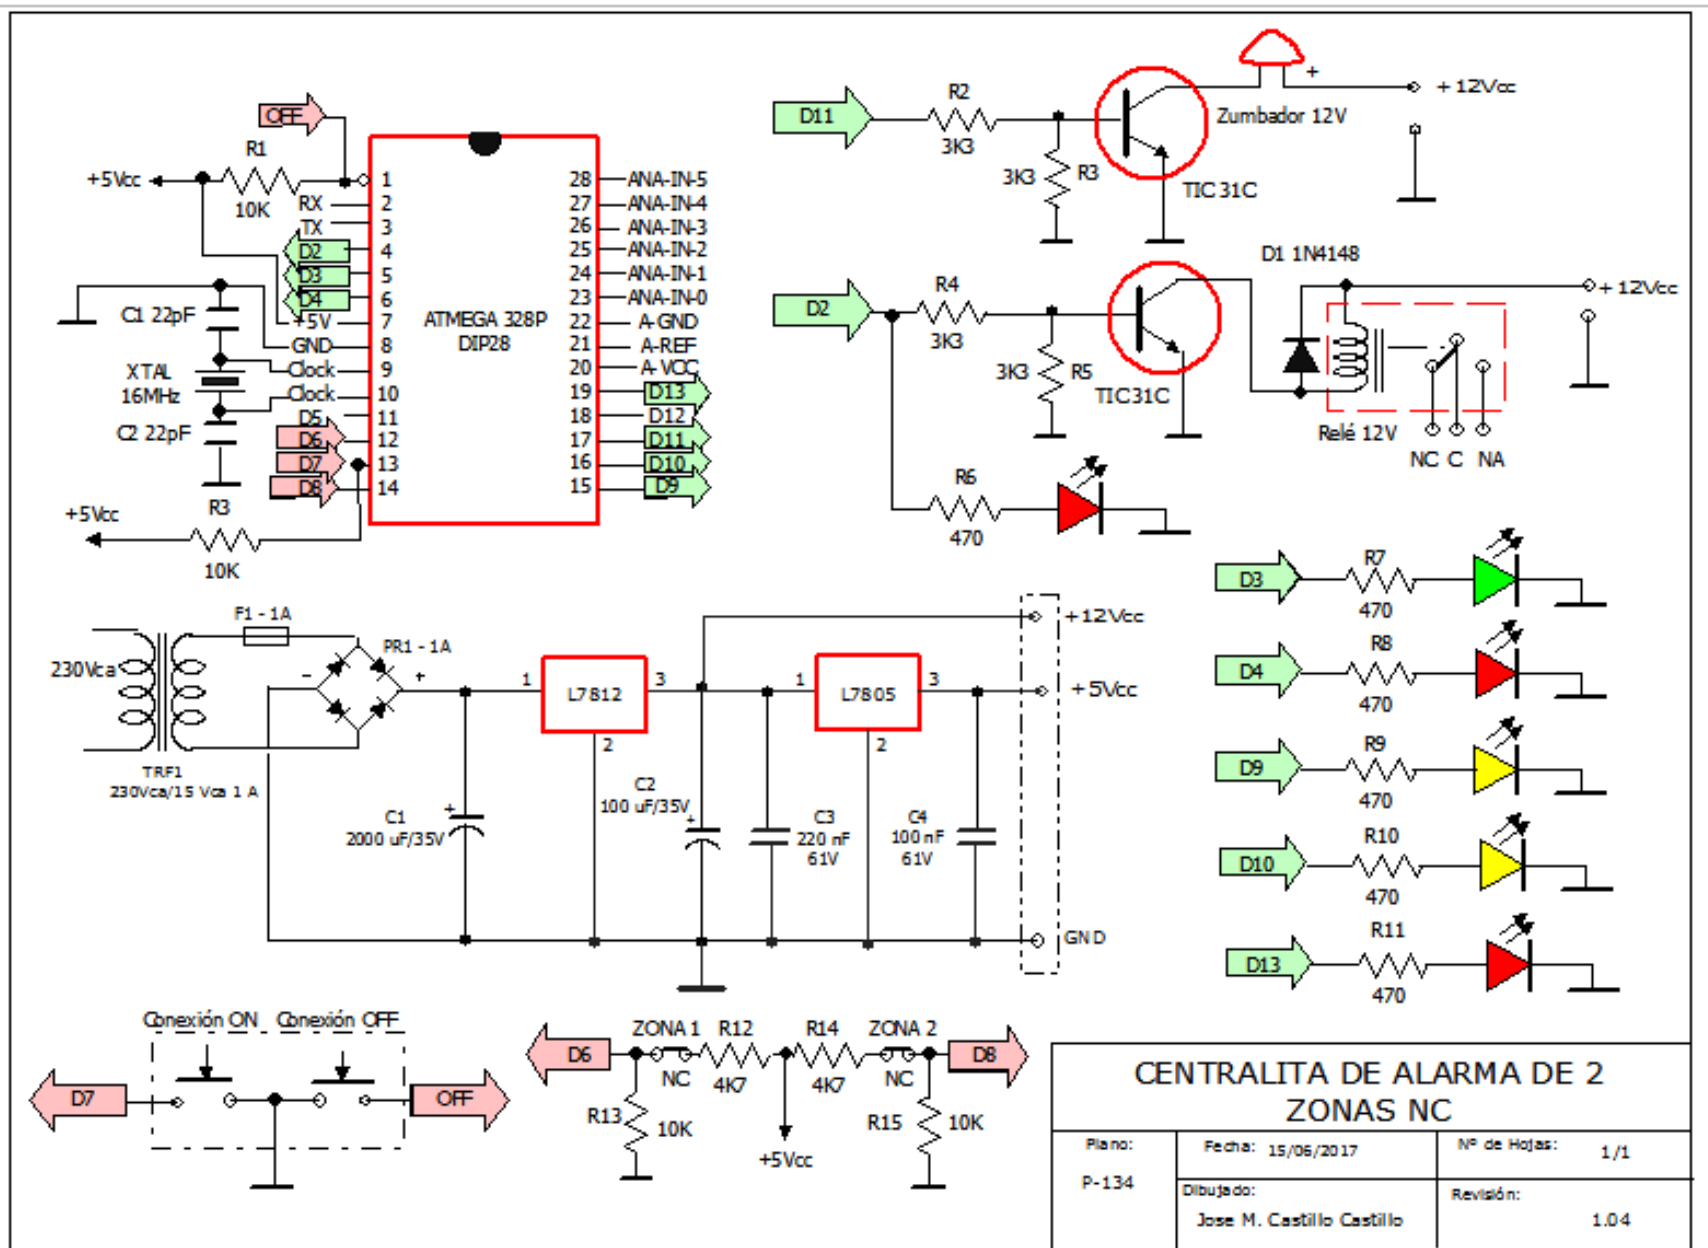 OFF
R1
+5Vcc
10K
RX
TX
D2
D3
D4
+5V
GND
Clock
Clock
D5
D6
D7
D8
1
2
3
4
5
6
7
8
9
10
11
12
13
14
ATMEGA 328P
DIP28
28
27
26
25
24
23
22
21
20
19
18
17
16
15
ANA-IN-5
ANA-IN-4
ANA-IN-3
ANA-IN-2
ANA-IN-1
ANA-IN-0
A-GND
A-REF
A-VCC
D13
D12
D11
D10
D9
C1 22pF
XTAL
16MHz
C2 22pF
+5Vcc
R3
10K
D11
R2
3K3
3K3
R3
TIC 31C
Zumbador 12V
+
+12Vcc
D2
R4
3K3
3K3
R5
TIC31C
D1 1N4148
+12Vcc
Relé 12V
NC C NA
R6
470
D3
R7
470
D4
R8
470
D9
R9
470
D10
R10
470
D13
R11
470
230Vca
F1 - 1A
PR1 - 1A
-
+
TRF1
230Vca/15 Vca 1 A
C1
2000 uF/35V
+
1
L7812
3
2
C2
100 uF/35V
+
C3
220 nF
61V
1
L7805
3
2
C4
100 nF
61V
+12Vcc
+5Vcc
GND
Conexión ON
Conexión OFF
D7
OFF
D6
ZONA 1
NC
R12
4K7
R14
4K7
ZONA 2
NC
D8
R13
10K
+5Vcc
R15
10K
CENTRALITA DE ALARMA DE 2
ZONAS NC
Plano:
P-134
Fecha: 15/06/2017
Nº de Hojas: 1/1
Dibujado:
Jose M. Castillo Castillo
Revisión:
1.04